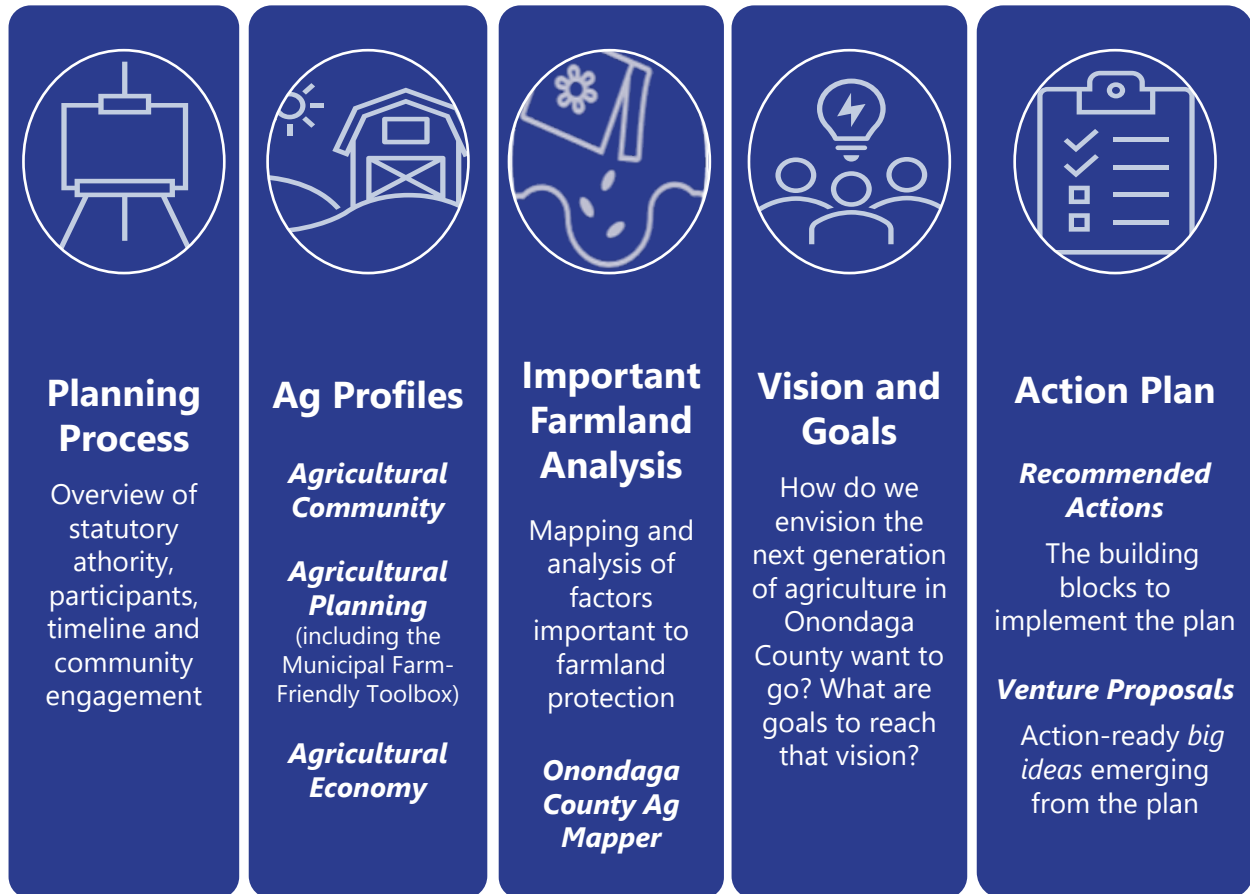 Planning
Process
Overview of
statutory
athority,
participants,
timeline and
community
engagement
Ag Profiles
Agricultural
Community
Agricultural
Planning
(including the
Municipal Farm-
Friendly Toolbox)
Agricultural
Economy
Important
Farmland
Analysis
Mapping and
analysis of
factors
important to
farmland
protection
Onondaga
County Ag
Mapper
Vision and
Goals
How do we
envision the
next generation
of agriculture in
Onondaga
County want to
go? What are
goals to reach
that vision?
Action Plan
Recommended
Actions
The building
blocks to
implement the plan
Venture Proposals
Action-ready big
ideas emerging
from the plan